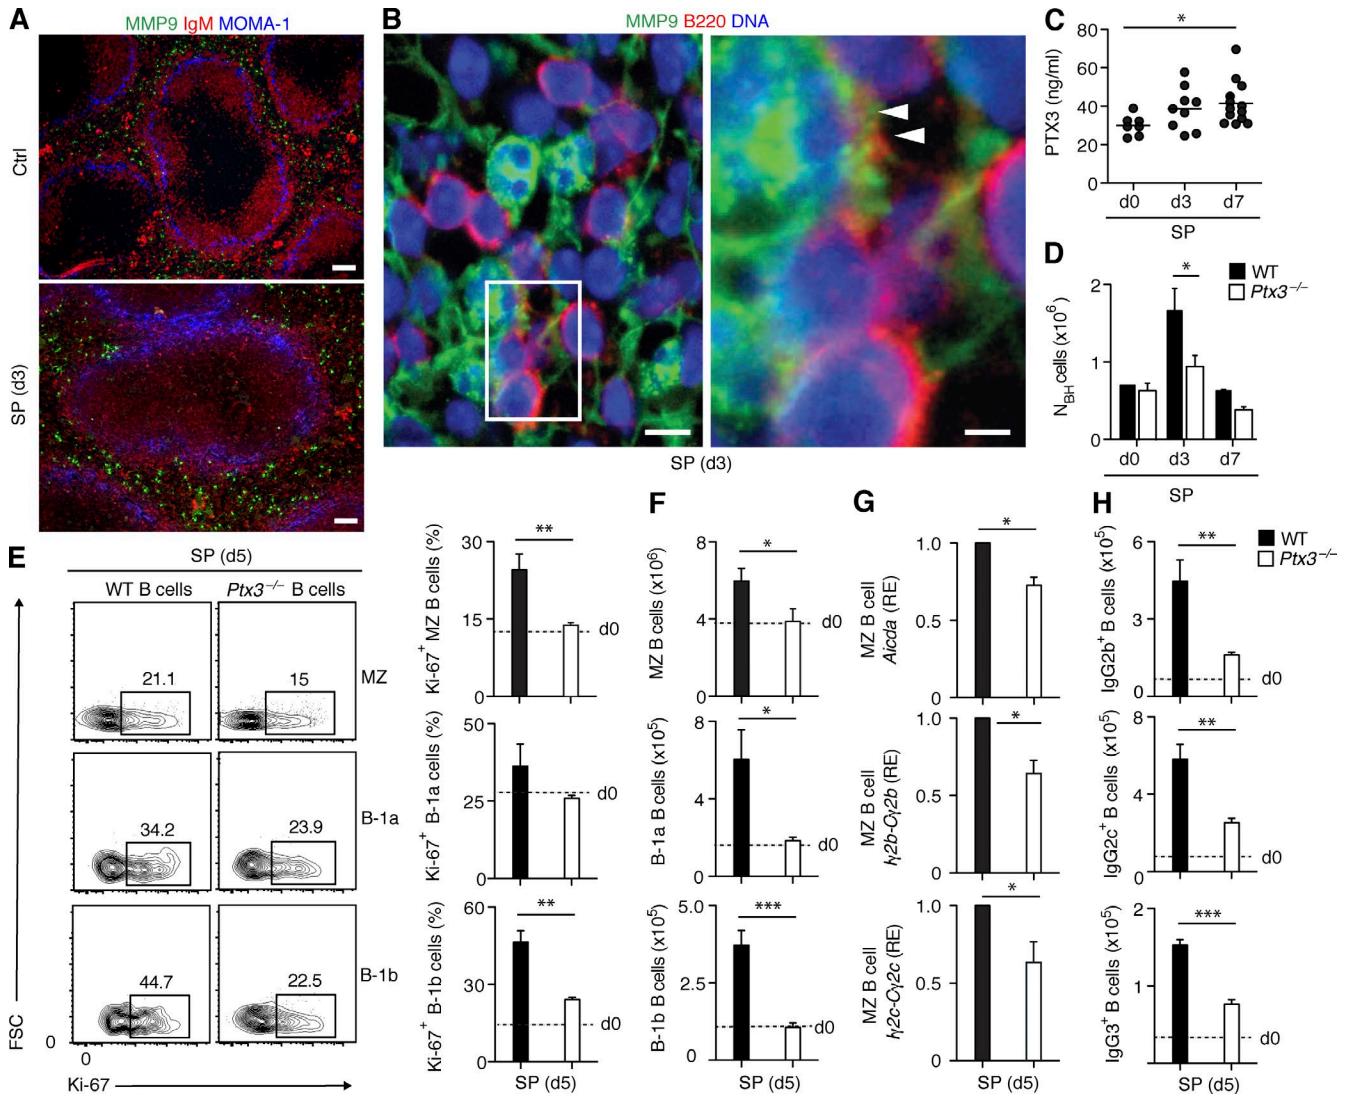 A
MMP9 IgM MOMA-1
Ctrl
SP (d3)
B
MMP9 B220 DNA
SP (d3)
C
PTX3 (ng/ml)
80
60
40
20
0
*
d0 d3 d7
SP
D
N_BH cells (x10^6)
2
1
0
*
WT
Ptx3–/–
d0 d3 d7
SP
E
SP (d5)
WT B cells Ptx3–/– B cells
21.1 15 MZ
34.2 23.9 B-1a
44.7 22.5 B-1b
FSC
0
0
Ki-67
Ki-67+ MZ B cells (%)
30
15
0
**
d0
Ki-67+ B-1a cells (%)
50
25
0
d0
Ki-67+ B-1b cells (%)
60
30
0
**
d0
SP (d5)
F
MZ B cells (x10^6)
8
4
0
*
d0
B-1a B cells (x10^5)
8
4
0
*
d0
B-1b B cells (x10^5)
5.0
2.5
0
***
d0
SP (d5)
G
MZ B cell
Aicda (RE)
1.0
0.5
0
*
MZ B cell
Iγ2b-Cγ2b (RE)
1.0
0.5
0
*
MZ B cell
Iγ2c-Cγ2c (RE)
1.0
0.5
0
*
SP (d5)
H
WT
Ptx3–/–
IgG2b+ B cells (x10^5)
6
3
0
**
d0
IgG2c+ B cells (x10^5)
8
4
0
**
d0
IgG3+ B cells (x10^5)
2
1
***
d0
SP (d5)